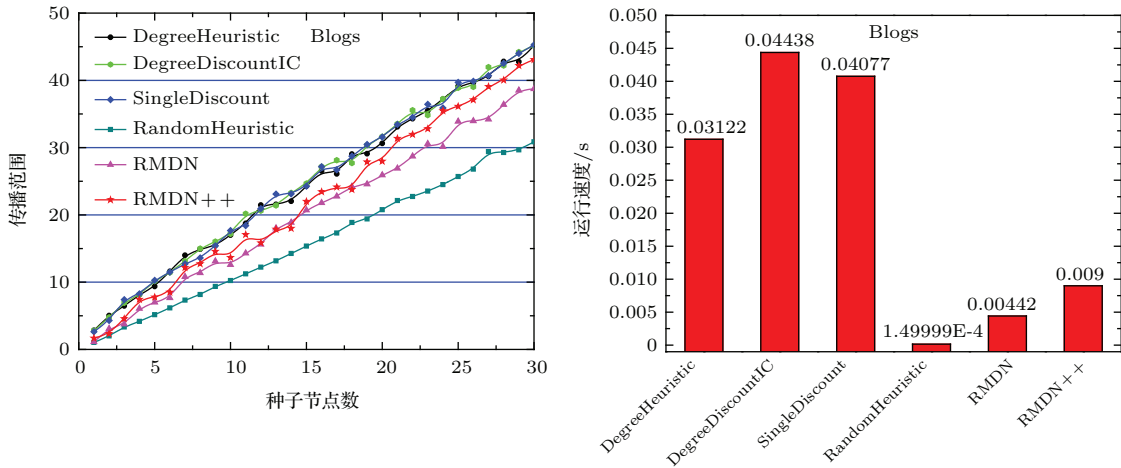 50
40
30
20
10
0
传播范围
DegreeHeuristic
Blogs
DegreeDiscountIC
SingleDiscount
RandomHeuristic
RMDN
RMDN++
0
5
10
15
20
25
30
种子节点数
0.050
0.045
0.040
0.035
0.030
0.025
0.020
0.015
0.010
0.005
0
运行速度/s
Blogs
0.03122
0.04438
0.04077
1.49999E-4
0.00442
0.009
DegreeHeuristic
DegreeDiscountIC
SingleDiscount
RandomHeuristic
RMDN
RMDN++